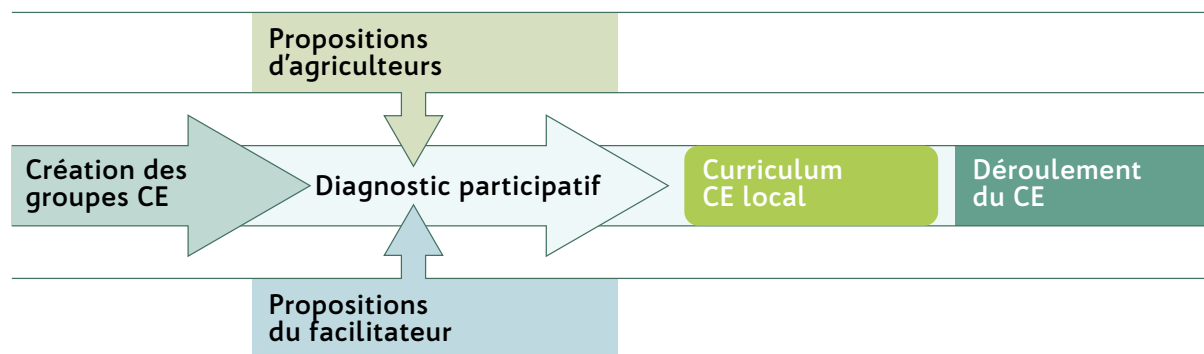 Propositions
d'agriculteurs
Création des
groupes CE
Diagnostic participatif
Curriculum
CE local
Déroulement
du CE
Propositions
du facilitateur